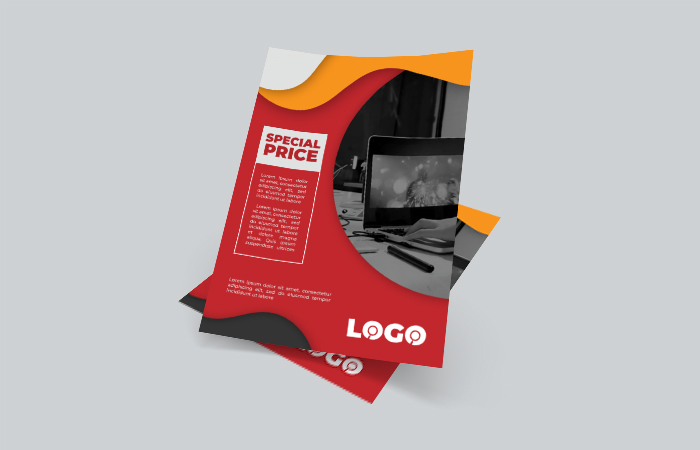 SPECIAL
PRICE
Lorem ipsum dolor
sit amet, consectetur
adipiscing elit, sed
do eiusmod tempor
incididunt ut labore
Lorem ipsum dolor
sit amet, consectetur
adipiscing elit, sed
do eiusmod tempor
incididunt ut labore
et dolore magna
aliqua. Quis ipsum
suspendisse ultrices
Lorem ipsum dolor sit amet, consectetur
adipiscing elit, sed do eiusmod tempor
incididunt ut labore
LOGO
LOGO